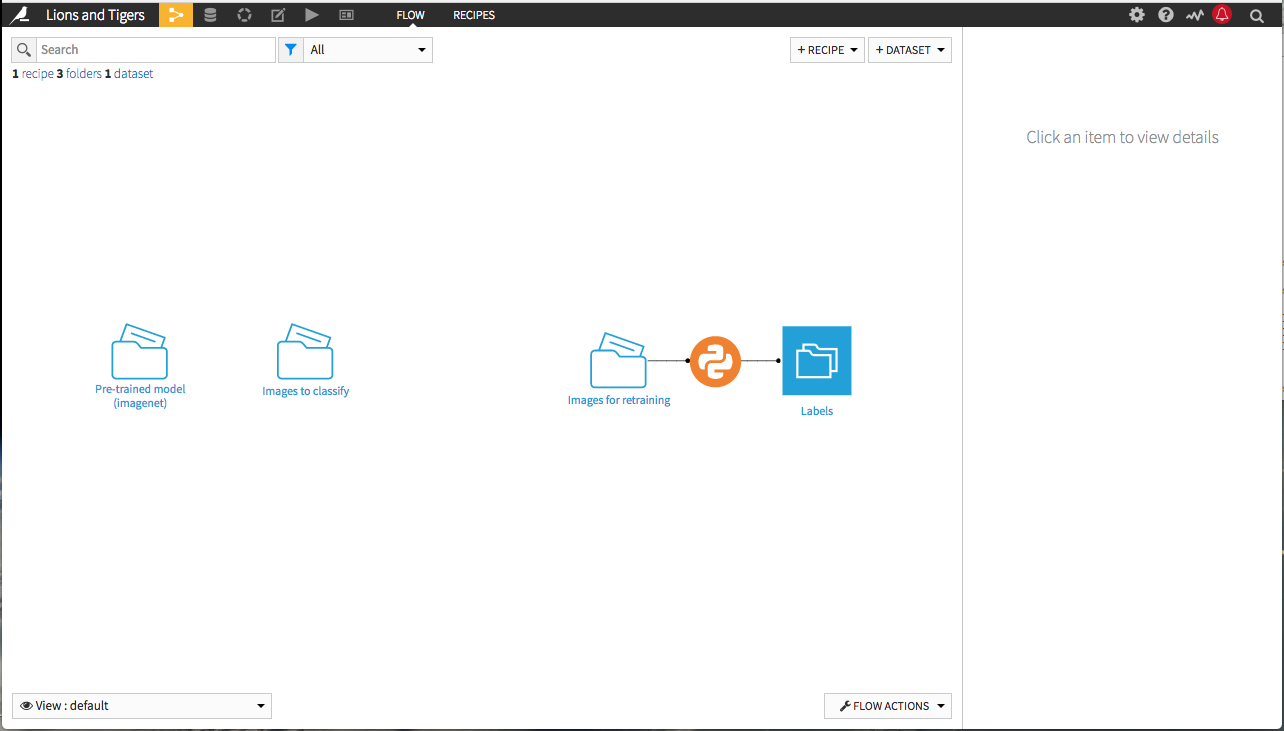 Lions and Tigers
FLOW
RECIPES
Search
All
+ RECIPE
+ DATASET
1 recipe 3 folders 1 dataset
Click an item to view details
Pre-trained model
(imagenet)
Images to classify
Images for retraining
Labels
View : default
FLOW ACTIONS